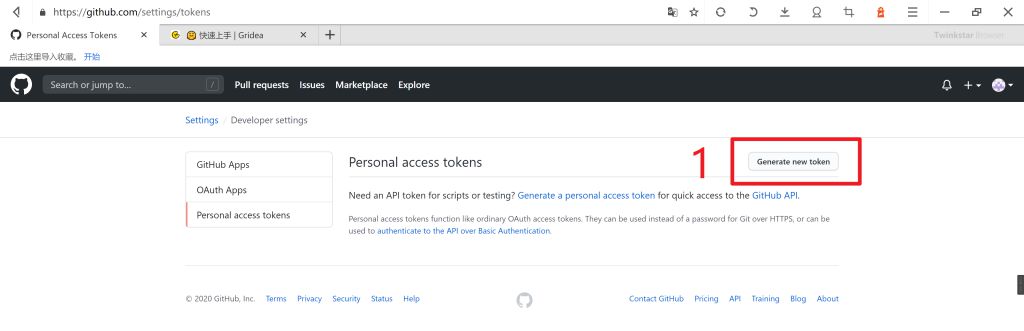 https://github.com/settings/tokens
Personal Access Tokens
快速上手 | Gridea
Twinkstar Browser
点击这里导入收藏。 开始
Search or jump to... /
Pull requests Issues Marketplace Explore
Settings Developer settings
GitHub Apps
OAuth Apps
Personal access tokens
Personal access tokens
1
Generate new token
Need an API token for scripts or testing? Generate a personal access token for quick access to the GitHub API.
Personal access tokens function like ordinary OAuth access tokens. They can be used instead of a password for Git over HTTPS, or can be
used to authenticate to the API over Basic Authentication.
© 2020 GitHub, Inc. Terms Privacy Security Status Help
Contact GitHub Pricing API Training Blog About